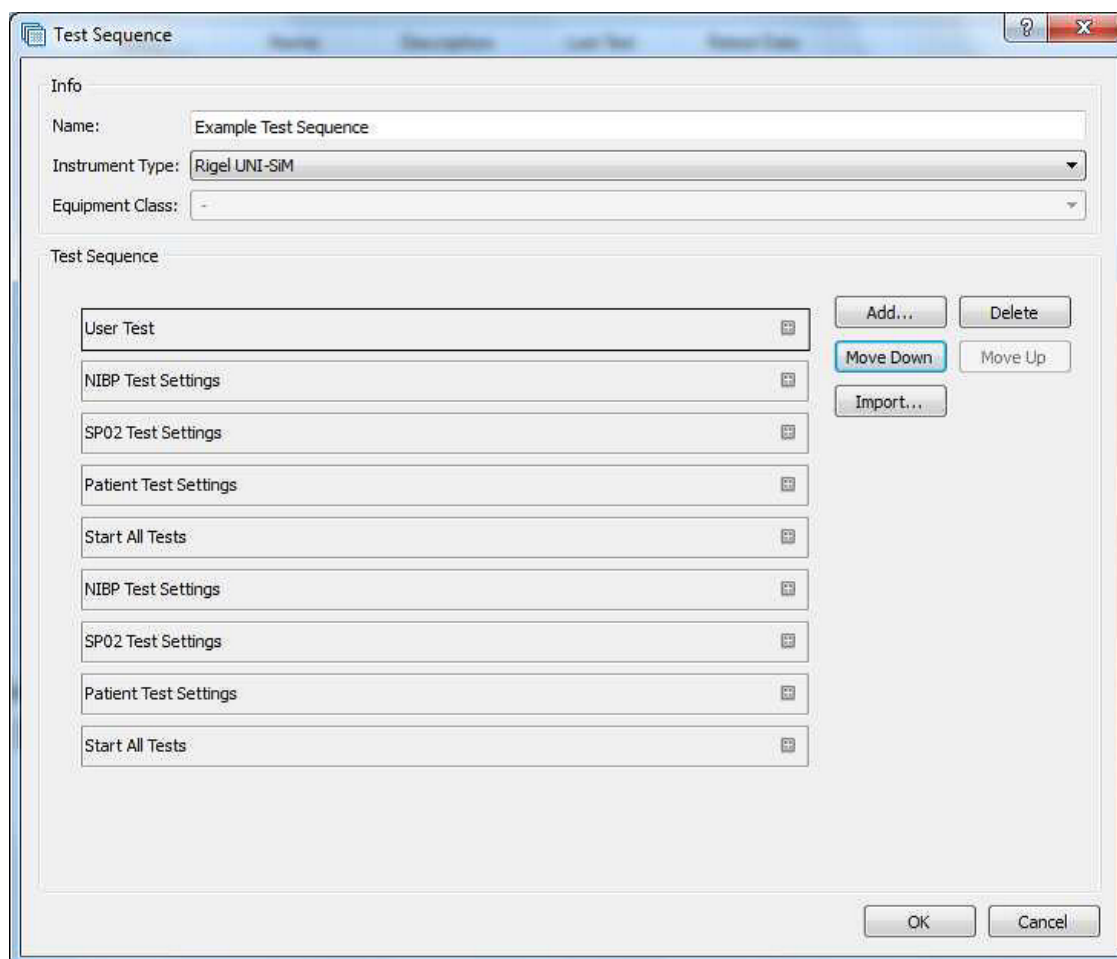 Test Sequence
Info
Name: Example Test Sequence
Instrument Type: Rigel UNI-SiM
Equipment Class: -
Test Sequence
User Test
Add... Delete
NIBP Test Settings
Move Down Move Up
SP02 Test Settings
Import...
Patient Test Settings
Start All Tests
NIBP Test Settings
SP02 Test Settings
Patient Test Settings
Start All Tests
OK Cancel